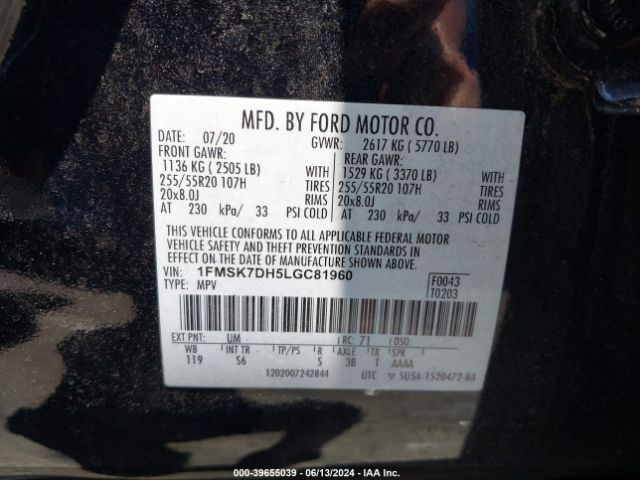 MFD. BY FORD MOTOR CO.
DATE: 07/20 GVWR: 2617 KG ( 5770 LB)
FRONT GAWR: REAR GAWR:
1136 KG ( 2505 LB) WITH 1529 KG ( 3370 LB) WITH
255/55R20 107H TIRES 255/55R20 107H TIRES
20x8.0J RIMS 20x8.0J RIMS
AT 230 kPa/ 33 PSI COLD AT 230 kPa/ 33 PSI COLD
THIS VEHICLE CONFORMS TO ALL APPLICABLE FEDERAL MOTOR
VEHICLE SAFETY AND THEFT PREVENTION STANDARDS IN
EFFECT ON THE DATE OF MANUFACTURE SHOWN ABOVE.
VIN: 1FMSK7DH5LGC81960 F0043
TYPE: MPV T0203
EXT PNT: UM RC: 71 DSO:
WB INT TR TP/PS R AXLE TR SPR
119 S6 S 3B T AAAA
1202007242844 UTC SU5A-1520472-8A
000-39655039 - 06/13/2024 - IAA Inc.